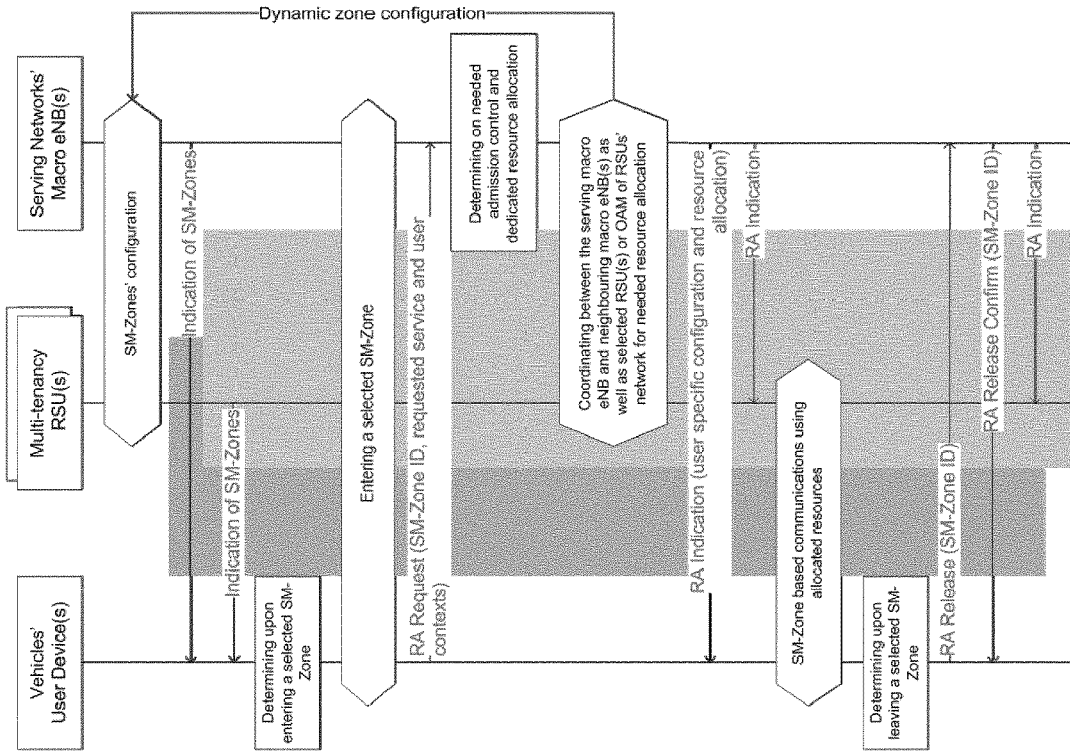 Vehicles'
User Device(s)
Multi-tenancy
RSU(s)
Serving Networks'
Macro eNB(s)
Dynamic zone configuration
SM-Zones' configuration
Indication of SM-Zones
Indication of SM-Zones
Determining upon
entering a selected SM-
Zone
Entering a selected SM-Zone
RA Request (SM-Zone ID, requested service and user
contexts)
Determining on needed
admission control and
dedicated resource allocation
Coordinating between the serving macro
eNB and neighbouring macro eNB(s) as
well as selected RSU(s) or OAM of RSUs'
network for needed resource allocation
RA Indication (user specific configuration and resource
allocation)
RA Indication
SM-Zone based communications using
allocated resources
Determining upon
leaving a selected SM-
Zone
RA Release (SM-Zone ID)
RA Release Confirm (SM-Zone ID)
RA Indication